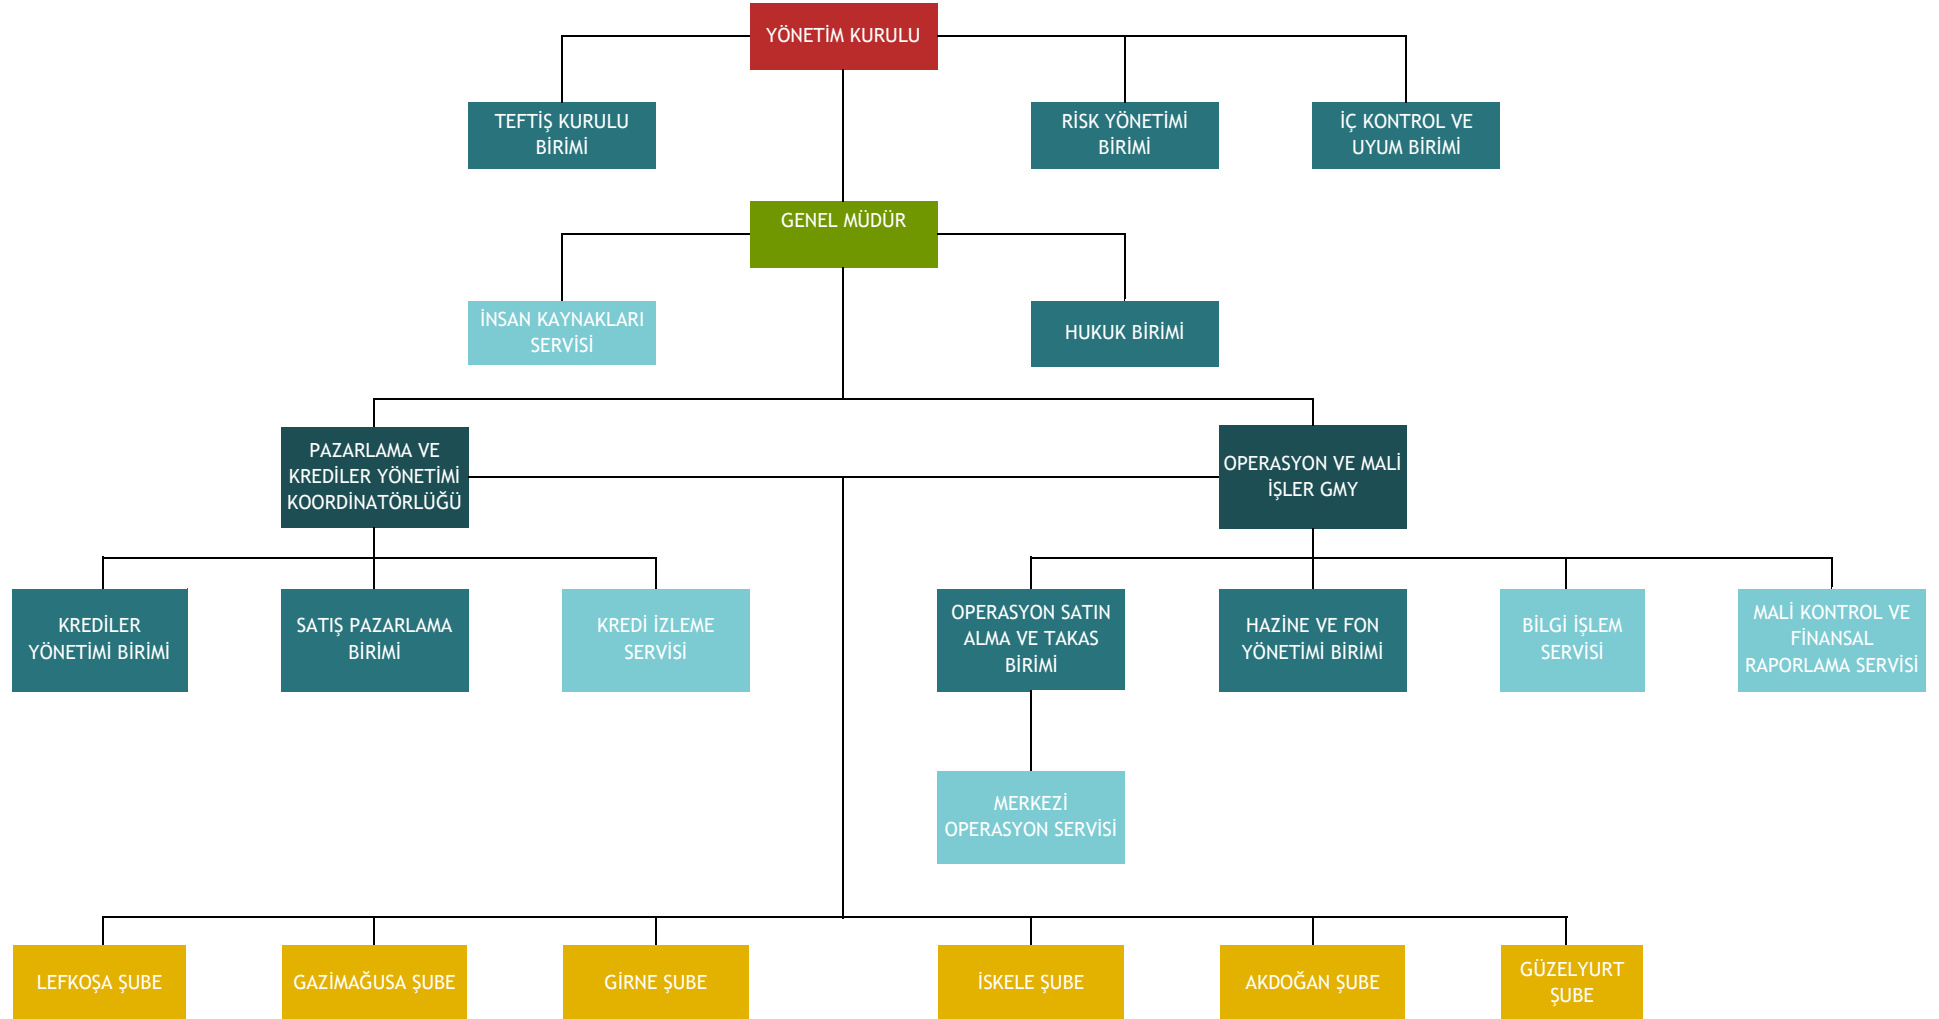 YÖNETİM KURULU
TEFTİŞ KURULU
BİRİMİ
RİSK YÖNETİMİ
BİRİMİ
İÇ KONTROL VE
UYUM BİRİMİ
GENEL MÜDÜR
İNSAN KAYNAKLARI
SERVİSİ
HUKUK BİRİMİ
PAZARLAMA VE
KREDİLER YÖNETİMİ
KOORDİNATÖRLÜĞÜ
OPERASYON VE MALİ
İŞLER GMY
KREDİLER
YÖNETİMİ BİRİMİ
SATIŞ PAZARLAMA
BİRİMİ
KREDİ İZLEME
SERVİSİ
OPERASYON SATIN
ALMA VE TAKAS
BİRİMİ
HAZİNE VE FON
YÖNETİMİ BİRİMİ
BİLGİ İŞLEM
SERVİSİ
MALİ KONTROL VE
FİNANSAL
RAPORLAMA SERVİSİ
MERKEZİ
OPERASYON SERVİSİ
LEFKOŞA ŞUBE
GAZİMAĞUSA ŞUBE
GİRNE ŞUBE
İSKELE ŞUBE
AKDOĞAN ŞUBE
GÜZELYURT
ŞUBE